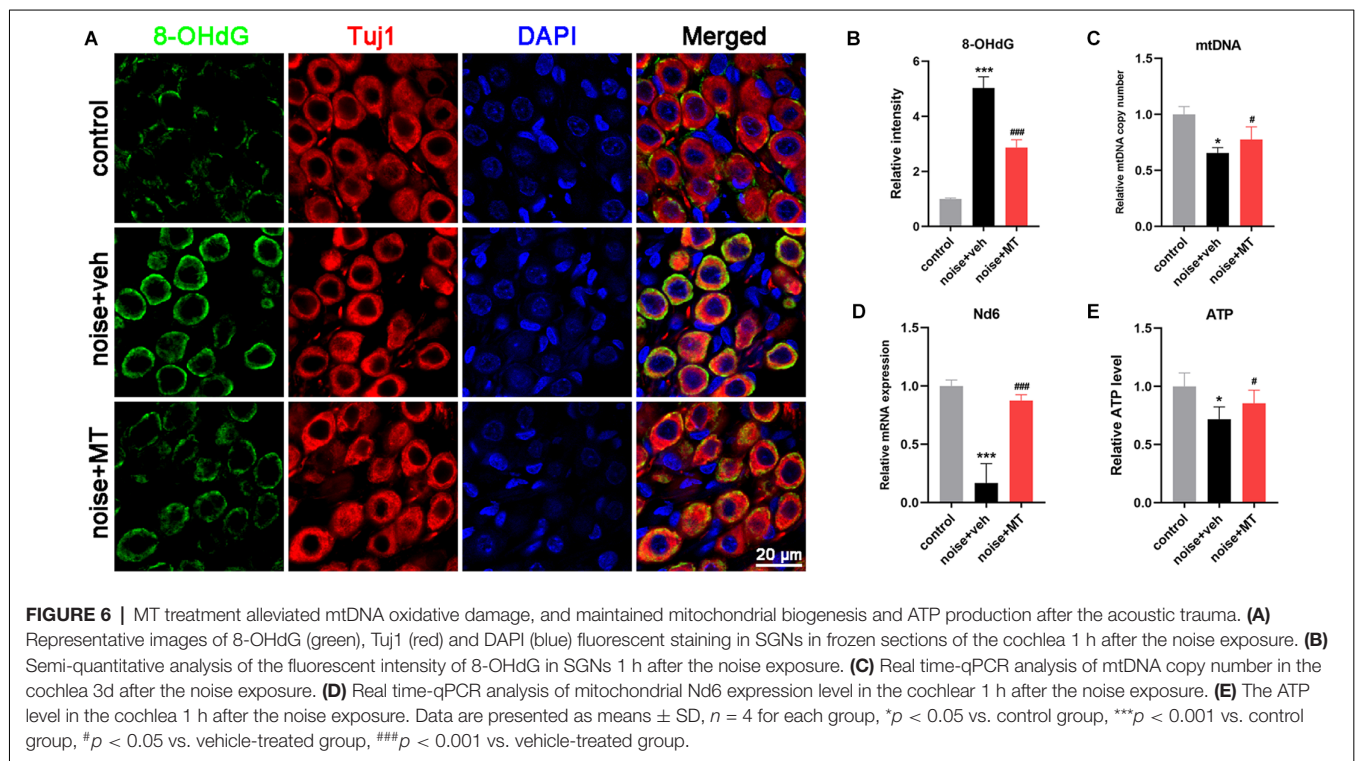 A
8-OHdG Tuj1 DAPI Merged
control
noise+veh
noise+MT
20 µm
B
8-OHdG
Relative intensity
6
4
2
0
***
###
control
noise+veh
noise+MT
C
mtDNA
Relative mtDNA copy number
1.5
1.0
0.5
0.0
*
#
control
noise+veh
noise+MT
D
Nd6
Relative mRNA expression
1.5
1.0
0.5
0.0
***
###
control
noise+veh
noise+MT
E
ATP
Relative ATP level
1.5
1.0
0.5
0.0
*
#
control
noise+veh
noise+MT
FIGURE 6 | MT treatment alleviated mtDNA oxidative damage, and maintained mitochondrial biogenesis and ATP production after the acoustic trauma. (A)
Representative images of 8-OHdG (green), Tuj1 (red) and DAPI (blue) fluorescent staining in SGNs in frozen sections of the cochlea 1 h after the noise exposure. (B)
Semi-quantitative analysis of the fluorescent intensity of 8-OHdG in SGNs 1 h after the noise exposure. (C) Real time-qPCR analysis of mtDNA copy number in the
cochlea 3d after the noise exposure. (D) Real time-qPCR analysis of mitochondrial Nd6 expression level in the cochlear 1 h after the noise exposure. (E) The ATP
level in the cochlea 1 h after the noise exposure. Data are presented as means ± SD, n = 4 for each group, *p < 0.05 vs. control group, ***p < 0.001 vs. control
group, #p < 0.05 vs. vehicle-treated group, ###p < 0.001 vs. vehicle-treated group.